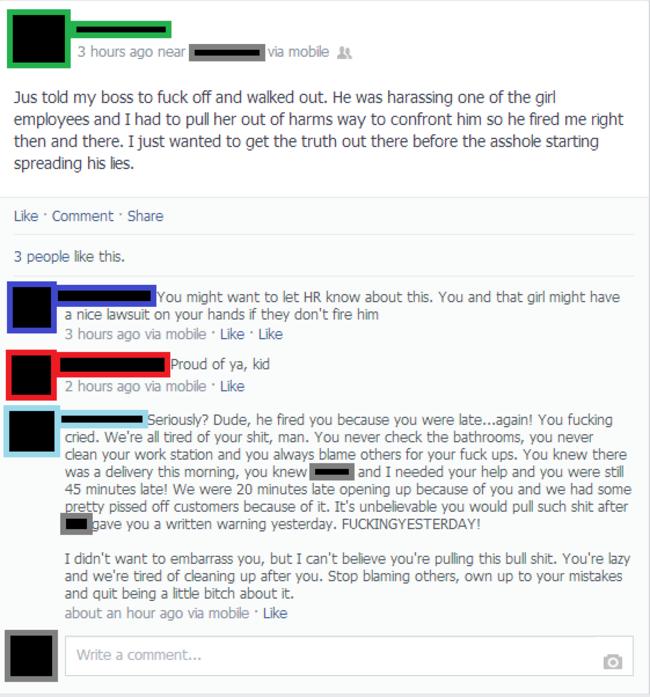 3 hours ago near via mobile
Jus told my boss to fuck off and walked out. He was harassing one of the girl
employees and I had to pull her out of harms way to confront him so he fired me right
then and there. I just wanted to get the truth out there before the asshole starting
spreading his lies.
Like · Comment · Share
3 people like this.
You might want to let HR know about this. You and that girl might have
a nice lawsuit on your hands if they don't fire him
3 hours ago via mobile · Like · Like
Proud of ya, kid
2 hours ago via mobile · Like
Seriously? Dude, he fired you because you were late...again! You fucking
cried. We're all tired of your shit, man. You never check the bathrooms, you never
clean your work station and you always blame others for your fuck ups. You knew there
was a delivery this morning, you knew and I needed your help and you were still
45 minutes late! We were 20 minutes late opening up because of you and we had some
pretty pissed off customers because of it. It's unbelievable you would pull such shit after
gave you a written warning yesterday. FUCKINGYESTERDAY!
I didn't want to embarrass you, but I can't believe you're pulling this bull shit. You're lazy
and we're tired of cleaning up after you. Stop blaming others, own up to your mistakes
and quit being a little bitch about it.
about an hour ago via mobile · Like
Write a comment...